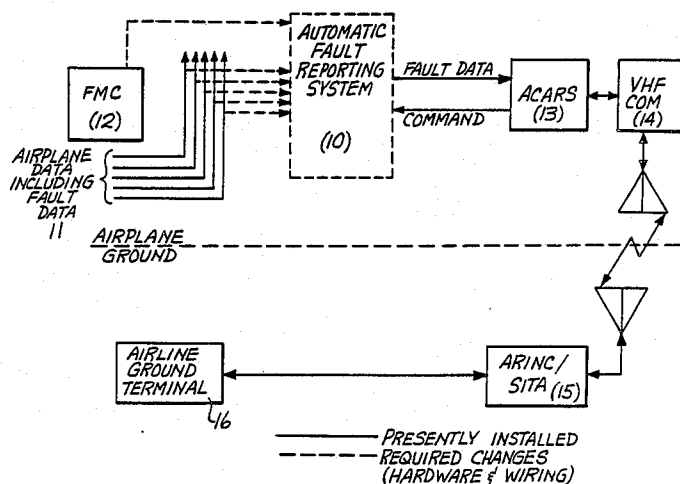 AUTOMATIC
FAULT
REPORTING
SYSTEM
(10)
FMC
(12)
FAULT DATA
COMMAND
ACARS
(13)
VHF
COM
(14)
AIRPLANE
DATA
INCLUDING
FAULT
DATA
11
AIRPLANE
GROUND
AIRLINE
GROUND
TERMINAL
16
ARINC/
SITA
(15)
PRESENTLY INSTALLED
REQUIRED CHANGES
(HARDWARE & WIRING)